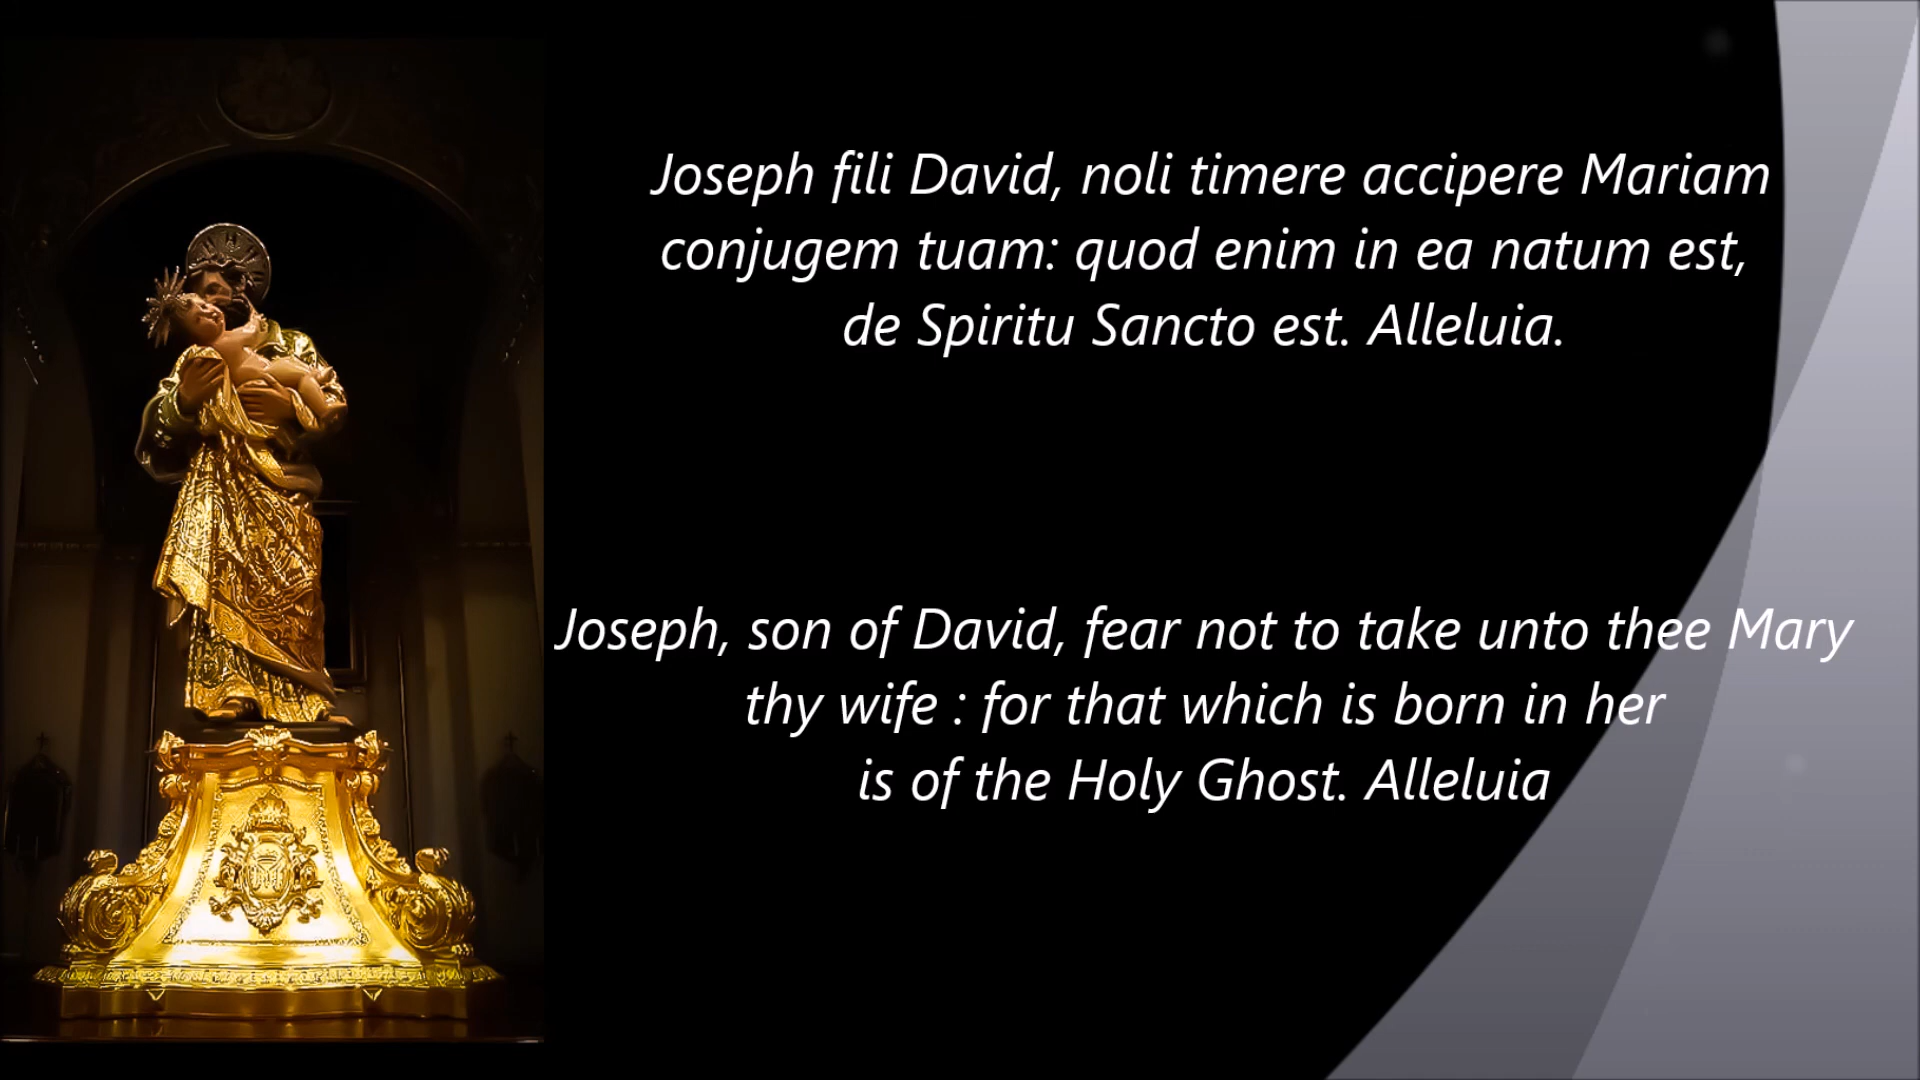 Joseph fili David, noli timere accipere Mariam
conjugem tuam: quod enim in ea natum est,
de Spiritu Sancto est. Alleluia.
Joseph, son of David, fear not to take unto thee Mary
thy wife : for that which is born in her
is of the Holy Ghost. Alleluia